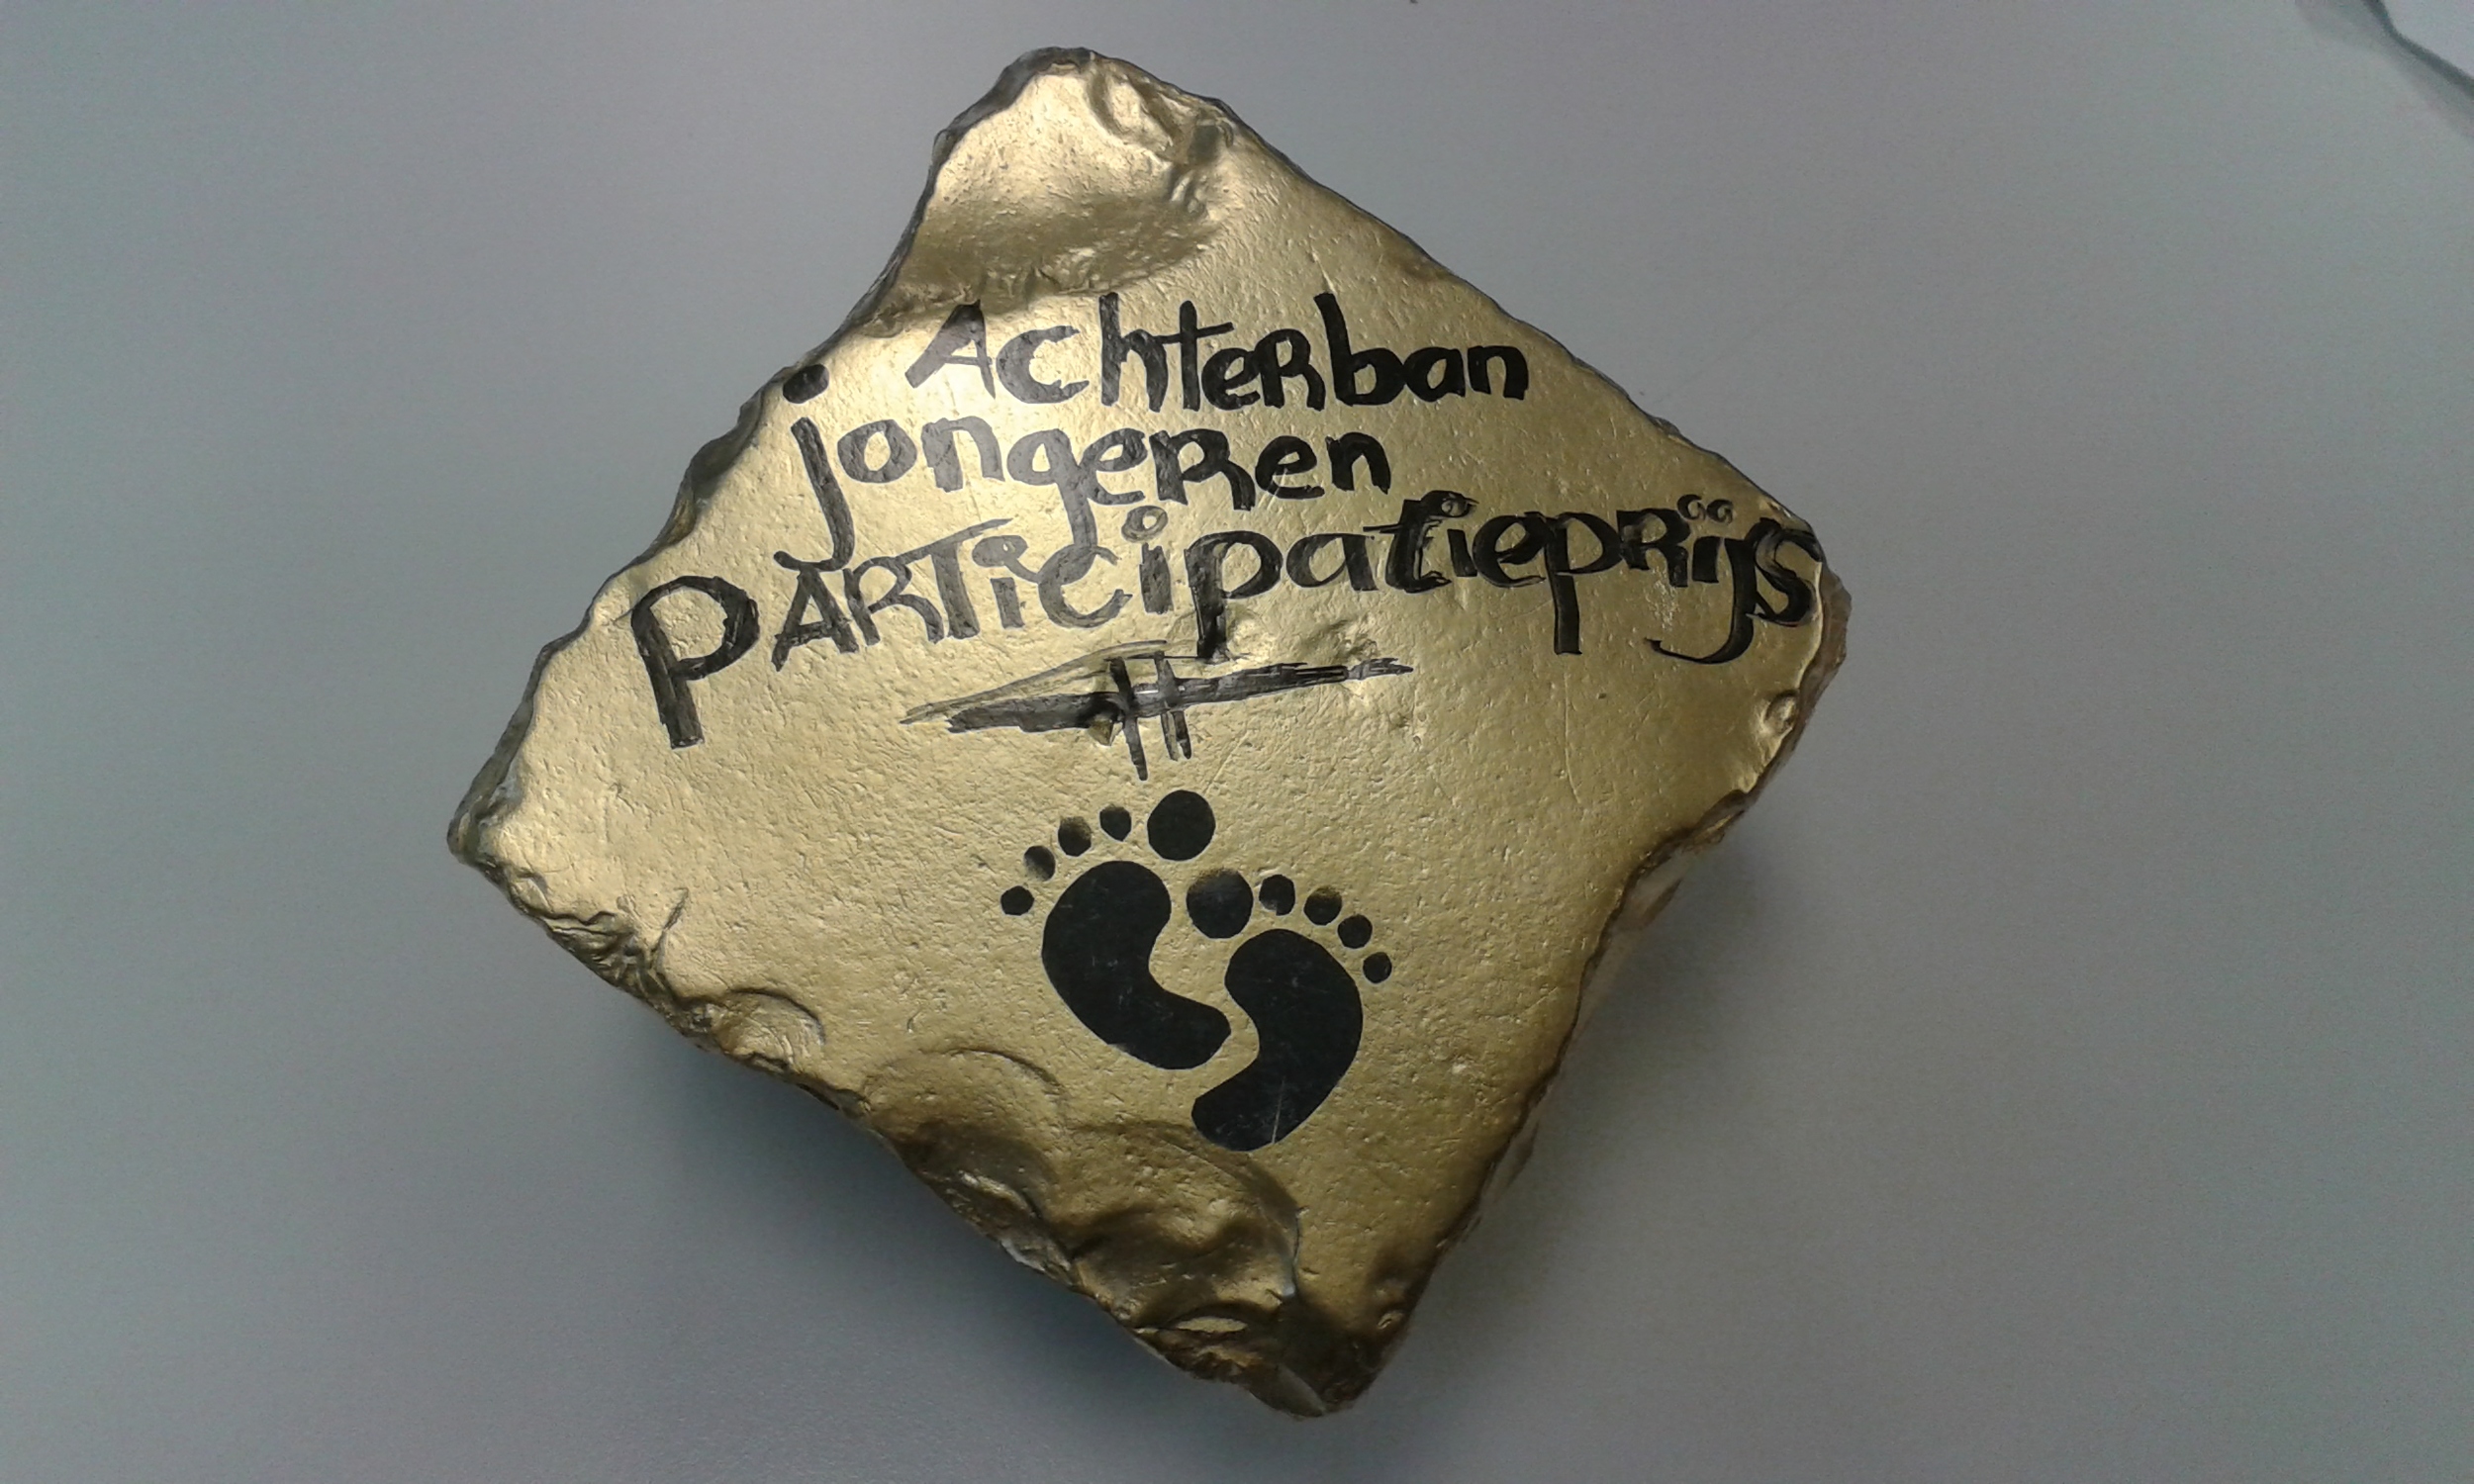 Achterban
jongeren
Participatieprijs